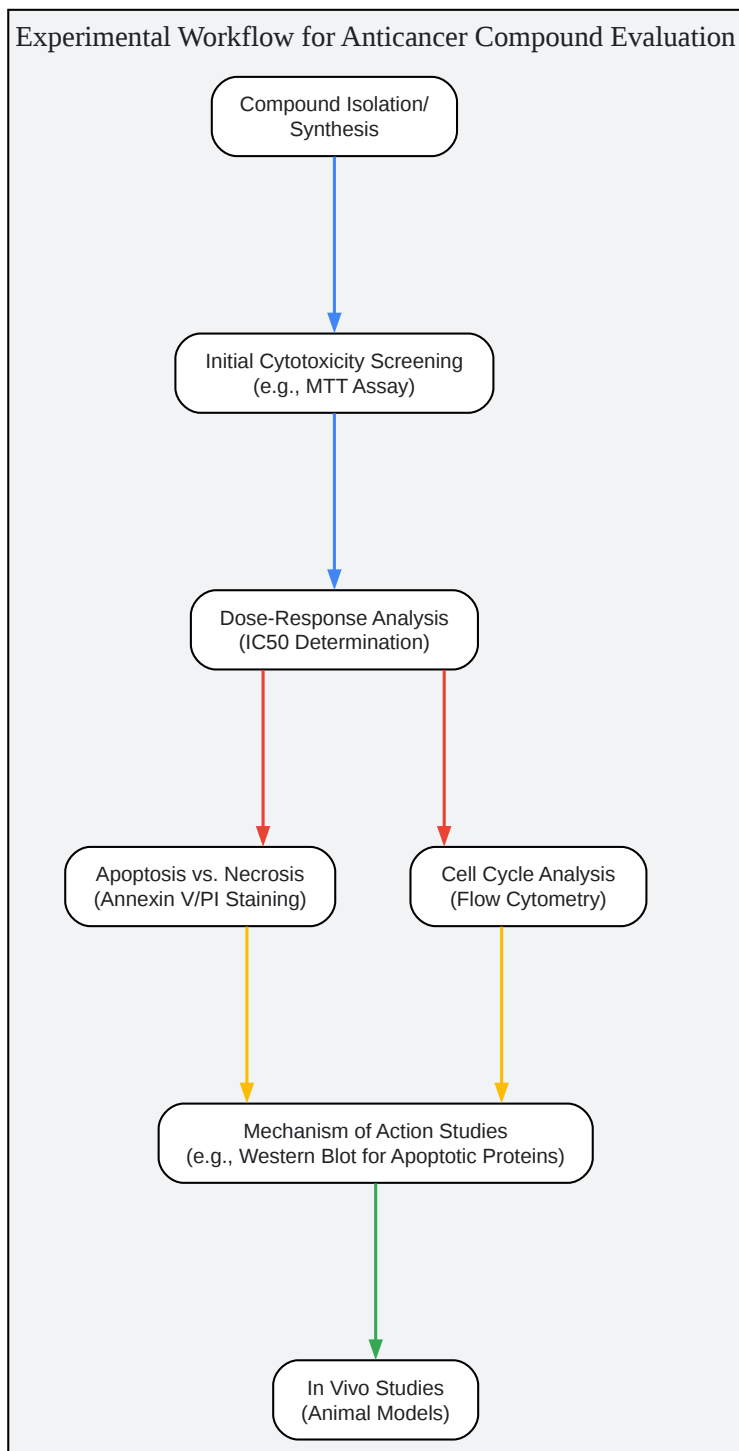 Experimental Workflow for Anticancer Compound Evaluation
Compound Isolation/
Synthesis
Initial Cytotoxicity Screening
(e.g., MTT Assay)
Dose-Response Analysis
(IC50 Determination)
Apoptosis vs. Necrosis
(Annexin V/PI Staining)
Cell Cycle Analysis
(Flow Cytometry)
Mechanism of Action Studies
(e.g., Western Blot for Apoptotic Proteins)
In Vivo Studies
(Animal Models)